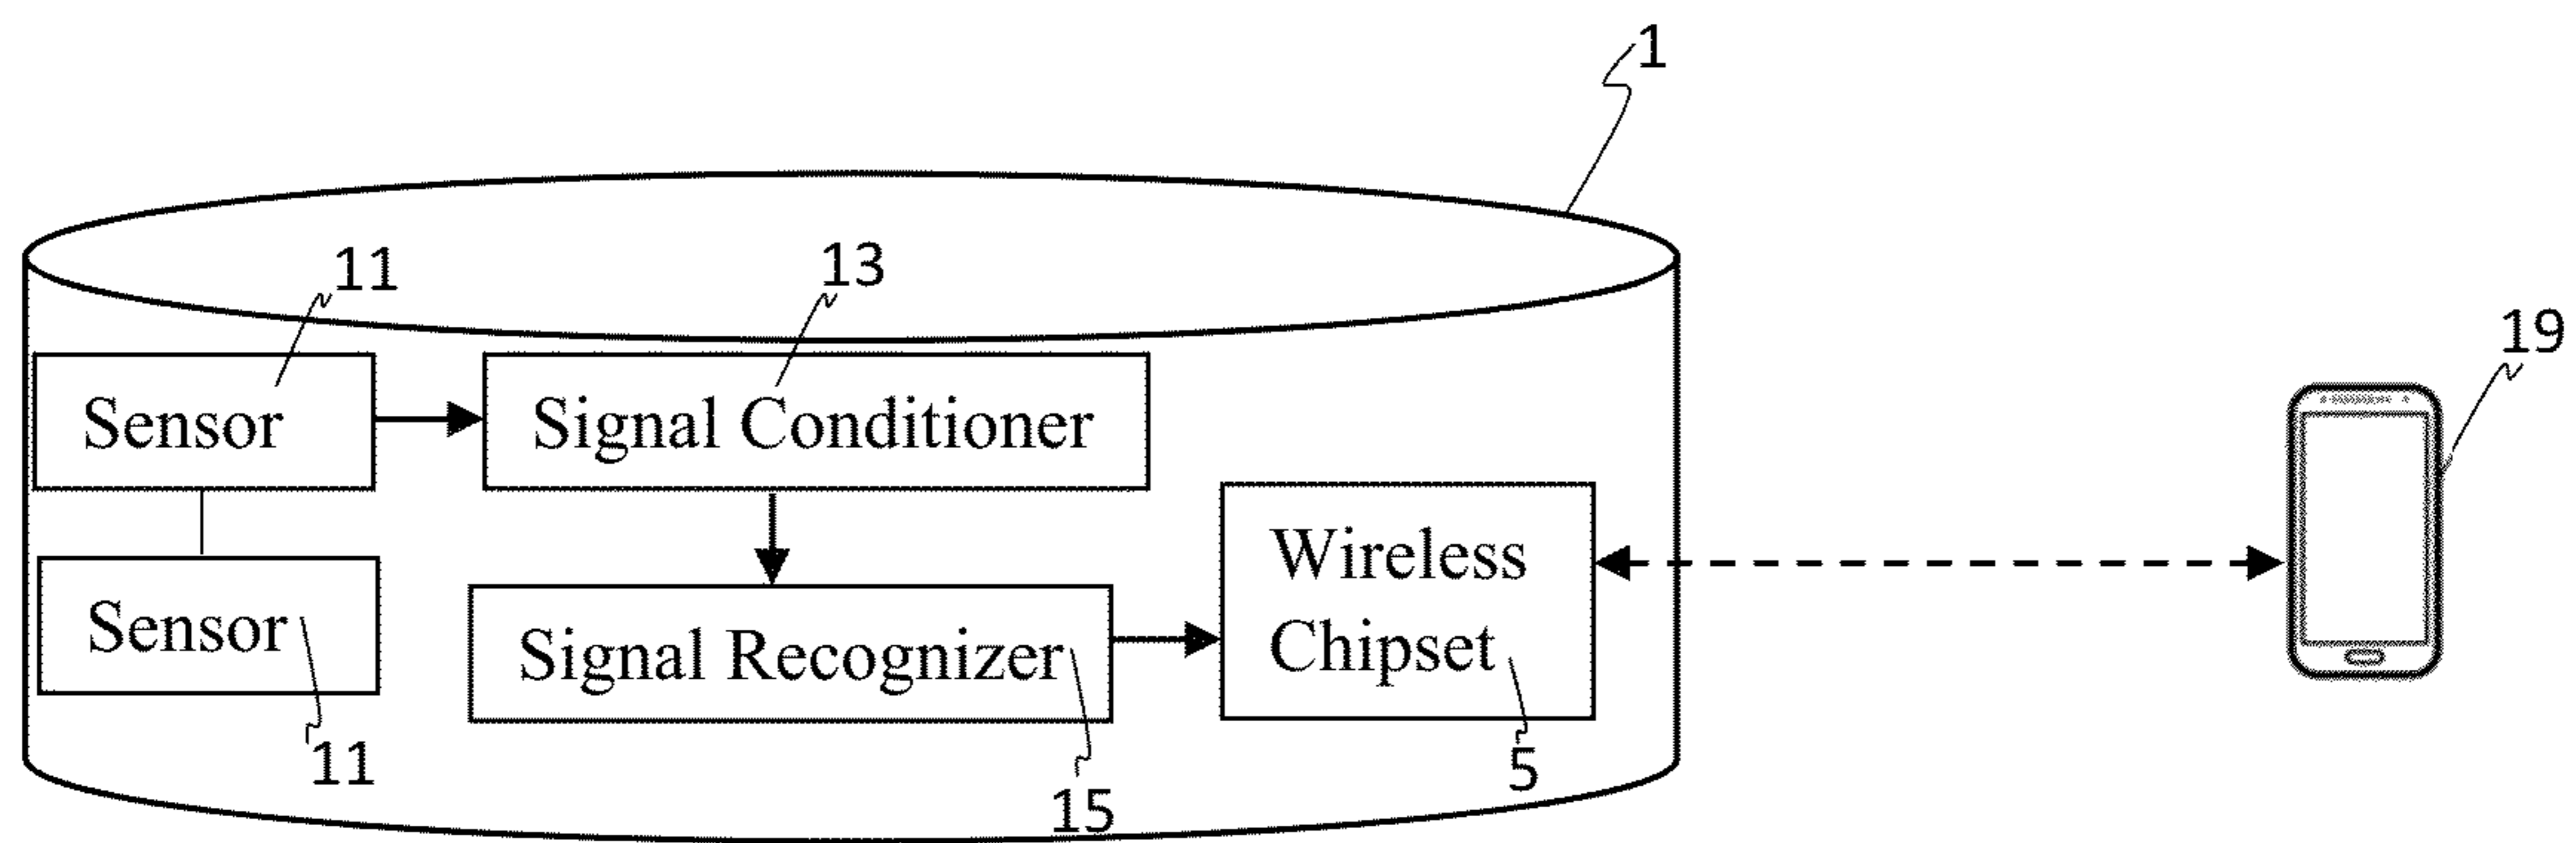 1
11
13
19
Sensor
Signal Conditioner
Wireless
Chipset
Sensor
Signal Recognizer
11
15
5